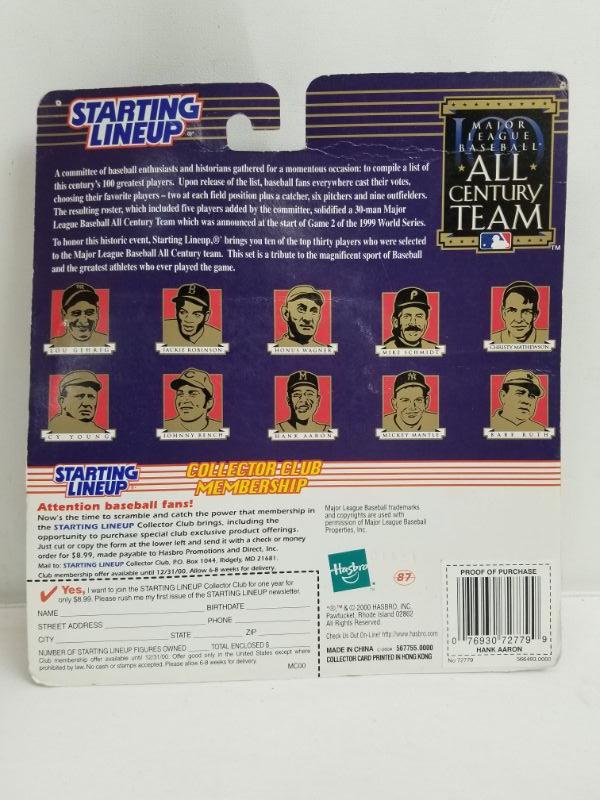 STARTING
LINEUP®
MAJOR
LEAGUE
BASEBALL
ALL
CENTURY
TEAM
™
A committee of baseball enthusiasts and historians gathered for a momentous occasion: to compile a list of
this century's 100 greatest players. Upon release of the list, baseball fans everywhere cast their votes,
choosing their favorite players – two at each field position plus a catcher, six pitchers and nine outfielders.
The resulting roster, which included five players added by the committee, solidified a 30-man Major
League Baseball All Century Team which was announced at the start of Game 2 of the 1999 World Series.
To honor this historic event, Starting Lineup,® brings you ten of the top thirty players who were selected
to the Major League Baseball All Century team. This set is a tribute to the magnificent sport of Baseball
and the greatest athletes who ever played the game.
LOU GEHRIG
JACKIE ROBINSON
HONUS WAGNER
MIKE SCHMIDT
CHRISTY MATHEWSON
CY YOUNG
JOHNNY BENCH
HANK AARON
MICKEY MANTLE
BABE RUTH
STARTING
LINEUP
COLLECTOR CLUB
MEMBERSHIP
Attention baseball fans!
Now's the time to scramble and catch the power that membership in
the STARTING LINEUP Collector Club brings, including the
opportunity to purchase special club exclusive product offerings.
Just cut or copy the form at the lower left and send it with a check or money
order for $8.99, made payable to Hasbro Promotions and Direct, Inc.
Mail to: STARTING LINEUP Collector Club, P.O. Box 1044, Ridgely, MD 21681.
Club membership offer available until 12/31/00. Allow 6-8 weeks for delivery.
Yes, I want to join the STARTING LINEUP Collector Club for one year for
only $8.99. Please rush me my first issue of the STARTING LINEUP newsletter.
NAME BIRTHDATE
STREET ADDRESS PHONE
CITY STATE ZIP
NUMBER OF STARTING LINEUP FIGURES OWNED TOTAL ENCLOSED $
Club membership offer available until 12/31/00. Offer good only in the United States except where
prohibited by law. No cash or stamps accepted. Please allow 6-8 weeks for delivery. MC00
Major League Baseball trademarks
and copyrights are used with
permission of Major League Baseball
Properties, Inc.
Hasbro
87
*®™ & © 2000 HASBRO, INC.
Pawtucket, Rhode Island 02862
All Rights Reserved.
Check Us Out On-Line! http://www.hasbro.com
MADE IN CHINA 567755.0000
COLLECTOR CARD PRINTED IN HONG KONG
PROOF OF PURCHASE
0 76930 72779 9
HANK AARON
No 72779 566483.0000